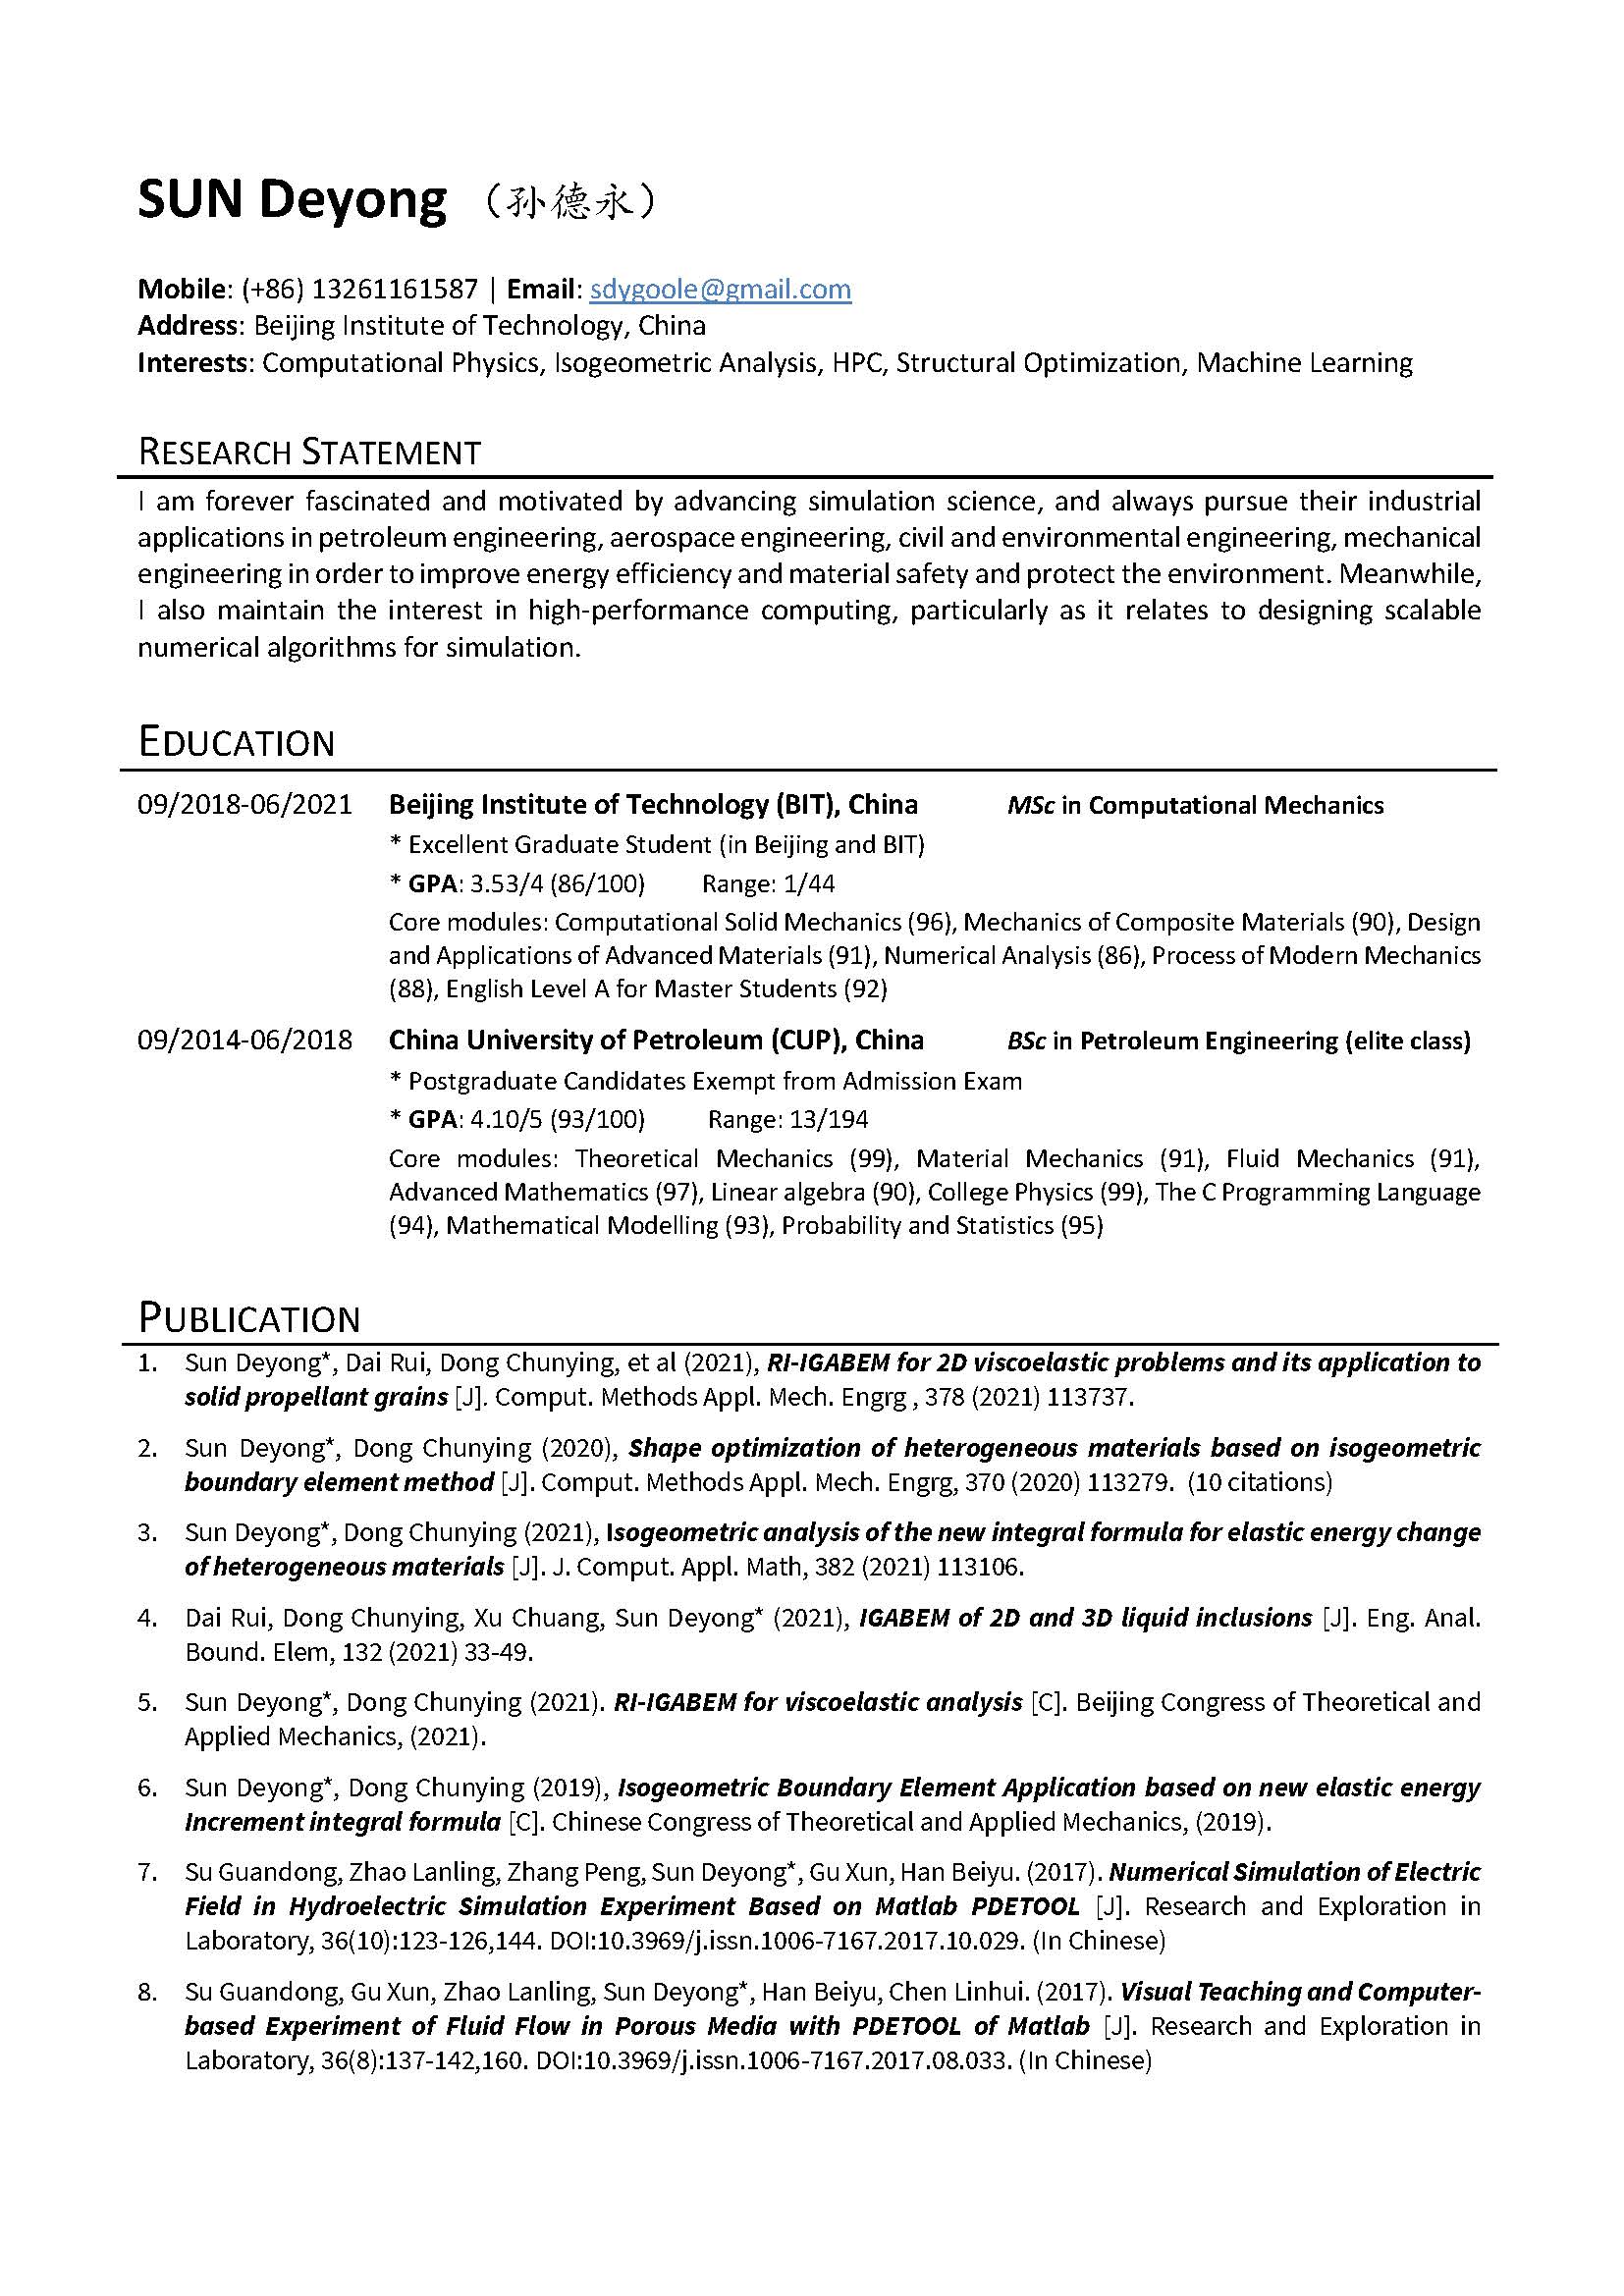 SUN Deyong （孙德永）
Mobile: (+86) 13261161587 | Email: sdygoole@gmail.com
Address: Beijing Institute of Technology, China
Interests: Computational Physics, Isogeometric Analysis, HPC, Structural Optimization, Machine Learning
RESEARCH STATEMENT
I am forever fascinated and motivated by advancing simulation science, and always pursue their industrial
applications in petroleum engineering, aerospace engineering, civil and environmental engineering, mechanical
engineering in order to improve energy efficiency and material safety and protect the environment. Meanwhile,
I also maintain the interest in high-performance computing, particularly as it relates to designing scalable
numerical algorithms for simulation.
EDUCATION
09/2018-06/2021 Beijing Institute of Technology (BIT), China MSc in Computational Mechanics
* Excellent Graduate Student (in Beijing and BIT)
* GPA: 3.53/4 (86/100) Range: 1/44
Core modules: Computational Solid Mechanics (96), Mechanics of Composite Materials (90), Design
and Applications of Advanced Materials (91), Numerical Analysis (86), Process of Modern Mechanics
(88), English Level A for Master Students (92)
09/2014-06/2018 China University of Petroleum (CUP), China BSc in Petroleum Engineering (elite class)
* Postgraduate Candidates Exempt from Admission Exam
* GPA: 4.10/5 (93/100) Range: 13/194
Core modules: Theoretical Mechanics (99), Material Mechanics (91), Fluid Mechanics (91),
Advanced Mathematics (97), Linear algebra (90), College Physics (99), The C Programming Language
(94), Mathematical Modelling (93), Probability and Statistics (95)
PUBLICATION
1. Sun Deyong*, Dai Rui, Dong Chunying, et al (2021), RI-IGABEM for 2D viscoelastic problems and its application to
solid propellant grains [J]. Comput. Methods Appl. Mech. Engrg , 378 (2021) 113737.
2. Sun Deyong*, Dong Chunying (2020), Shape optimization of heterogeneous materials based on isogeometric
boundary element method [J]. Comput. Methods Appl. Mech. Engrg, 370 (2020) 113279. (10 citations)
3. Sun Deyong*, Dong Chunying (2021), Isogeometric analysis of the new integral formula for elastic energy change
of heterogeneous materials [J]. J. Comput. Appl. Math, 382 (2021) 113106.
4. Dai Rui, Dong Chunying, Xu Chuang, Sun Deyong* (2021), IGABEM of 2D and 3D liquid inclusions [J]. Eng. Anal.
Bound. Elem, 132 (2021) 33-49.
5. Sun Deyong*, Dong Chunying (2021). RI-IGABEM for viscoelastic analysis [C]. Beijing Congress of Theoretical and
Applied Mechanics, (2021).
6. Sun Deyong*, Dong Chunying (2019), Isogeometric Boundary Element Application based on new elastic energy
Increment integral formula [C]. Chinese Congress of Theoretical and Applied Mechanics, (2019).
7. Su Guandong, Zhao Lanling, Zhang Peng, Sun Deyong*, Gu Xun, Han Beiyu. (2017). Numerical Simulation of Electric
Field in Hydroelectric Simulation Experiment Based on Matlab PDETOOL [J]. Research and Exploration in
Laboratory, 36(10):123-126,144. DOI:10.3969/j.issn.1006-7167.2017.10.029. (In Chinese)
8. Su Guandong, Gu Xun, Zhao Lanling, Sun Deyong*, Han Beiyu, Chen Linhui. (2017). Visual Teaching and Computer-
based Experiment of Fluid Flow in Porous Media with PDETOOL of Matlab [J]. Research and Exploration in
Laboratory, 36(8):137-142,160. DOI:10.3969/j.issn.1006-7167.2017.08.033. (In Chinese)